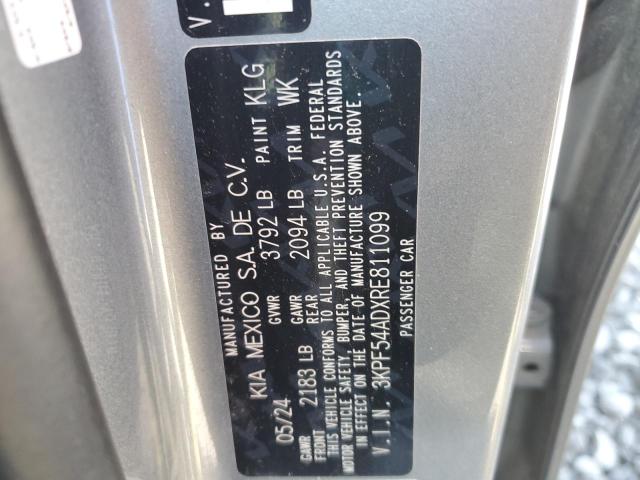 V.
MANUFACTURED BY
KIA MEXICO S.A. DE C.V.
05/24 GVWR 3792 LB PAINT KLG
GAWR FRONT 2183 LB GAWR REAR 2094 LB TRIM WK
THIS VEHICLE CONFORMS TO ALL APPLICABLE U.S.A. FEDERAL
MOTOR VEHICLE SAFETY, BUMPER, AND THEFT PREVENTION STANDARDS
IN EFFECT ON THE DATE OF MANUFACTURE SHOWN ABOVE.
V.I.N. 3KPF54ADXRE811099
PASSENGER CAR